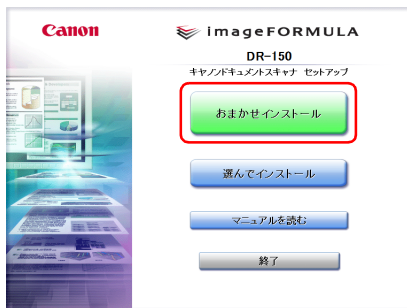 Canon
imageFORMULA
DR-150
キヤノンドキュメントスキャナ セットアップ
おまかせインストール
選んでインストール
マニュアルを読む
終了